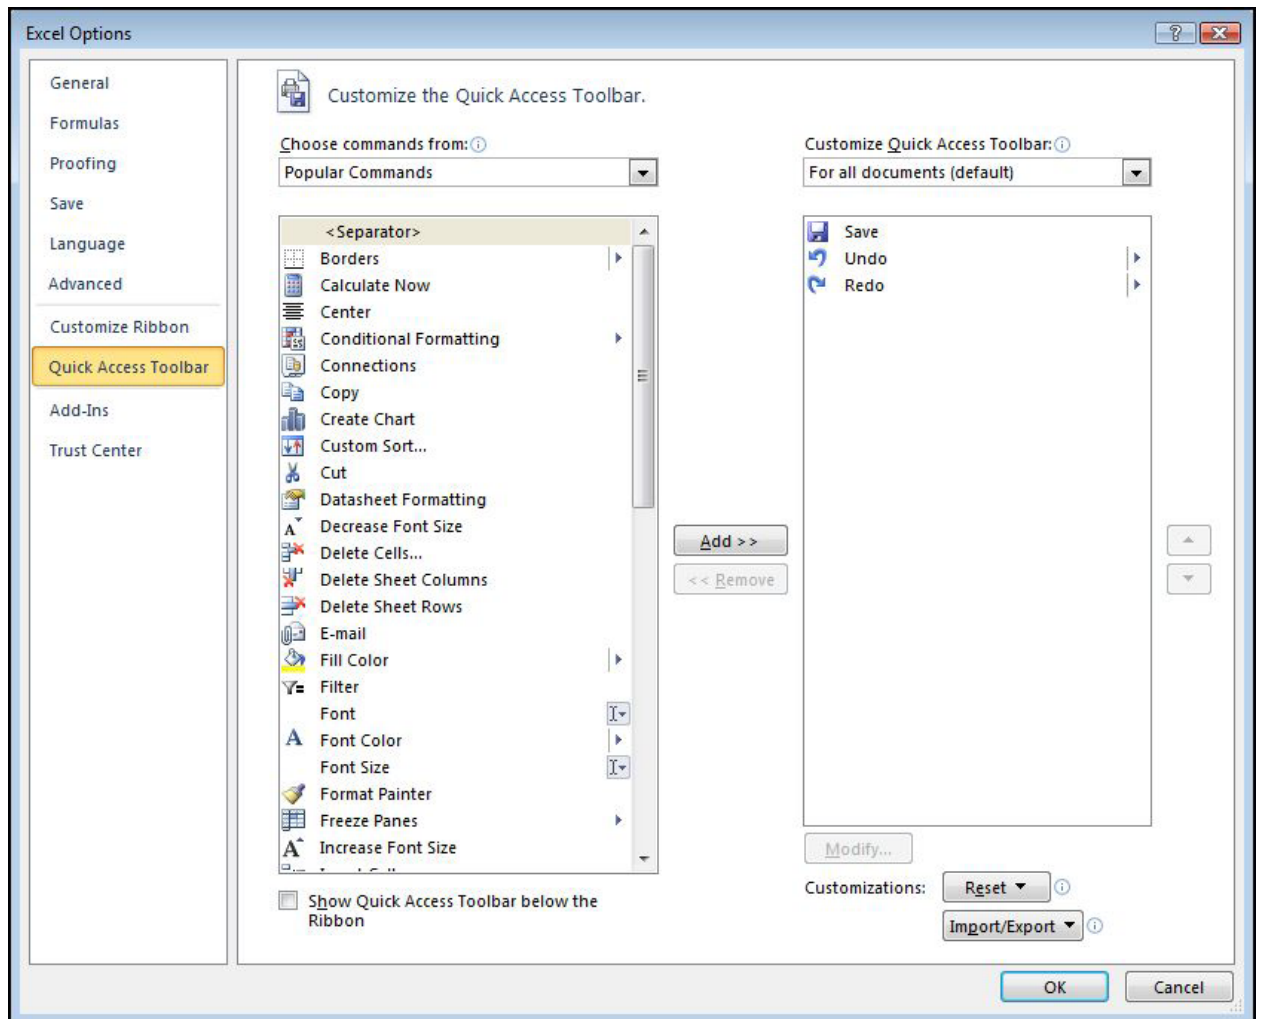 Excel Options
General
Formulas
Proofing
Save
Language
Advanced
Customize Ribbon
Quick Access Toolbar
Add-Ins
Trust Center
Customize the Quick Access Toolbar.
Choose commands from:
Popular Commands
<Separator>
Borders
Calculate Now
Center
Conditional Formatting
Connections
Copy
Create Chart
Custom Sort...
Cut
Datasheet Formatting
Decrease Font Size
Delete Cells...
Delete Sheet Columns
Delete Sheet Rows
E-mail
Fill Color
Filter
Font
Font Color
Font Size
Format Painter
Freeze Panes
Increase Font Size
Show Quick Access Toolbar below the
Ribbon
Add >>
<< Remove
Customize Quick Access Toolbar:
For all documents (default)
Save
Undo
Redo
Modify...
Customizations:
Reset
Import/Export
OK
Cancel